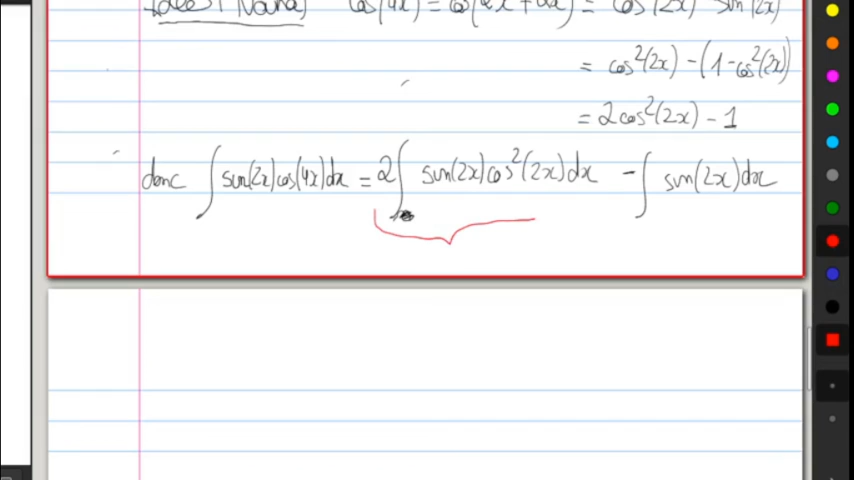 cos(4x) = cos(2x + 2x) = cos²(2x) - sin²(2x)
= cos²(2x) - (1 - cos²(2x))
= 2cos²(2x) - 1
donc ∫ sin(2x)cos(4x)dx = 2∫ sin(2x)cos²(2x)dx - ∫ sin(2x)dx